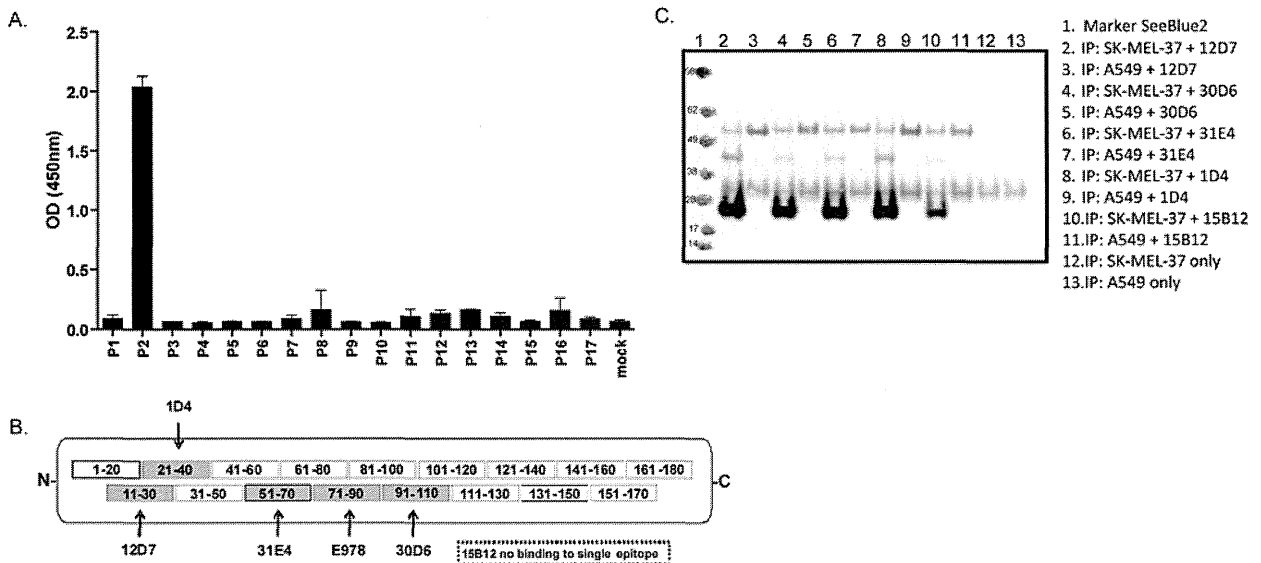 A.
2.5
2.0
1.5
1.0
0.5
0.0
OD (450nm)
P1 P2 P3 P4 P5 P6 P7 P8 P9 P10 P11 P12 P13 P14 P15 P16 P17 mock
C.
1 2 3 4 5 6 7 8 9 10 11 12 13
98
62
49
38
28
17
14
1. Marker SeeBlue2
2. IP: SK-MEL-37 + 12D7
3. IP: A549 + 12D7
4. IP: SK-MEL-37 + 30D6
5. IP: A549 + 30D6
6. IP: SK-MEL-37 + 31E4
7. IP: A549 + 31E4
8. IP: SK-MEL-37 + 1D4
9. IP: A549 + 1D4
10.IP: SK-MEL-37 + 15B12
11.IP: A549 + 15B12
12.IP: SK-MEL-37 only
13.IP: A549 only
B.
1D4
N- -C
1-20 21-40 41-60 61-80 81-100 101-120 121-140 141-160 161-180
11-30 31-50 51-70 71-90 91-110 111-130 131-150 151-170
12D7 31E4 E978 30D6
15B12 no binding to single epitope